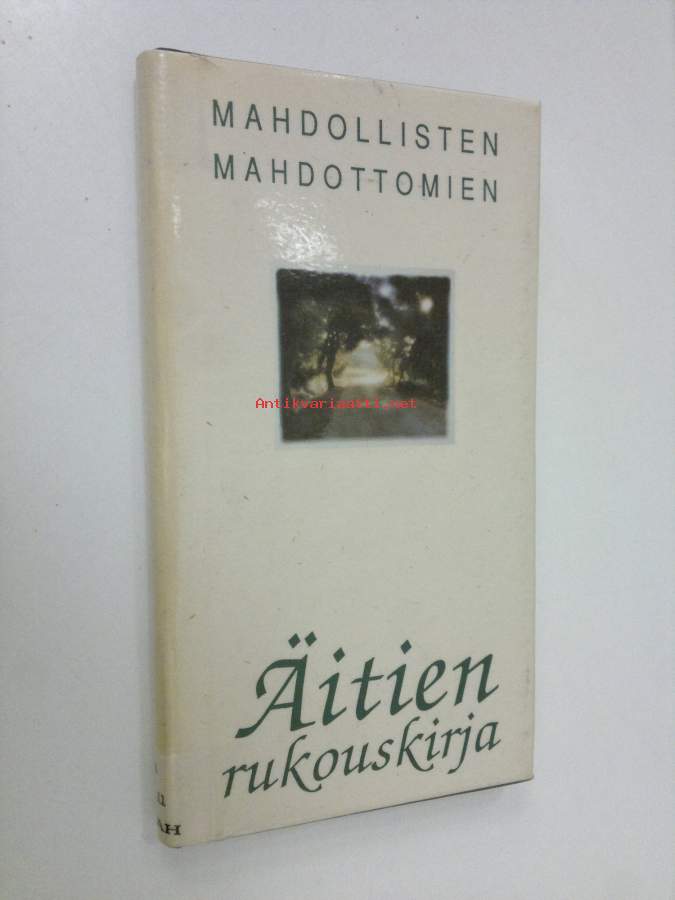 MAHDOLLISTEN
MAHDOTTOMIEN
Antikvariaatti.net
Äitien
rukouskirja